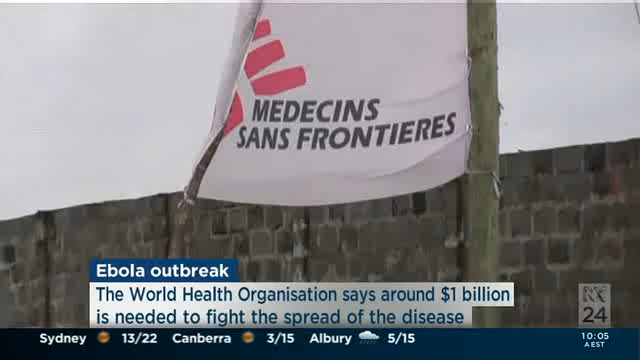 MEDECINS
SANS FRONTIERES
Ebola outbreak
The World Health Organisation says around $1 billion
is needed to fight the spread of the disease
24
10:05
AEST
Sydney 13/22 Canberra 3/15 Albury 5/15